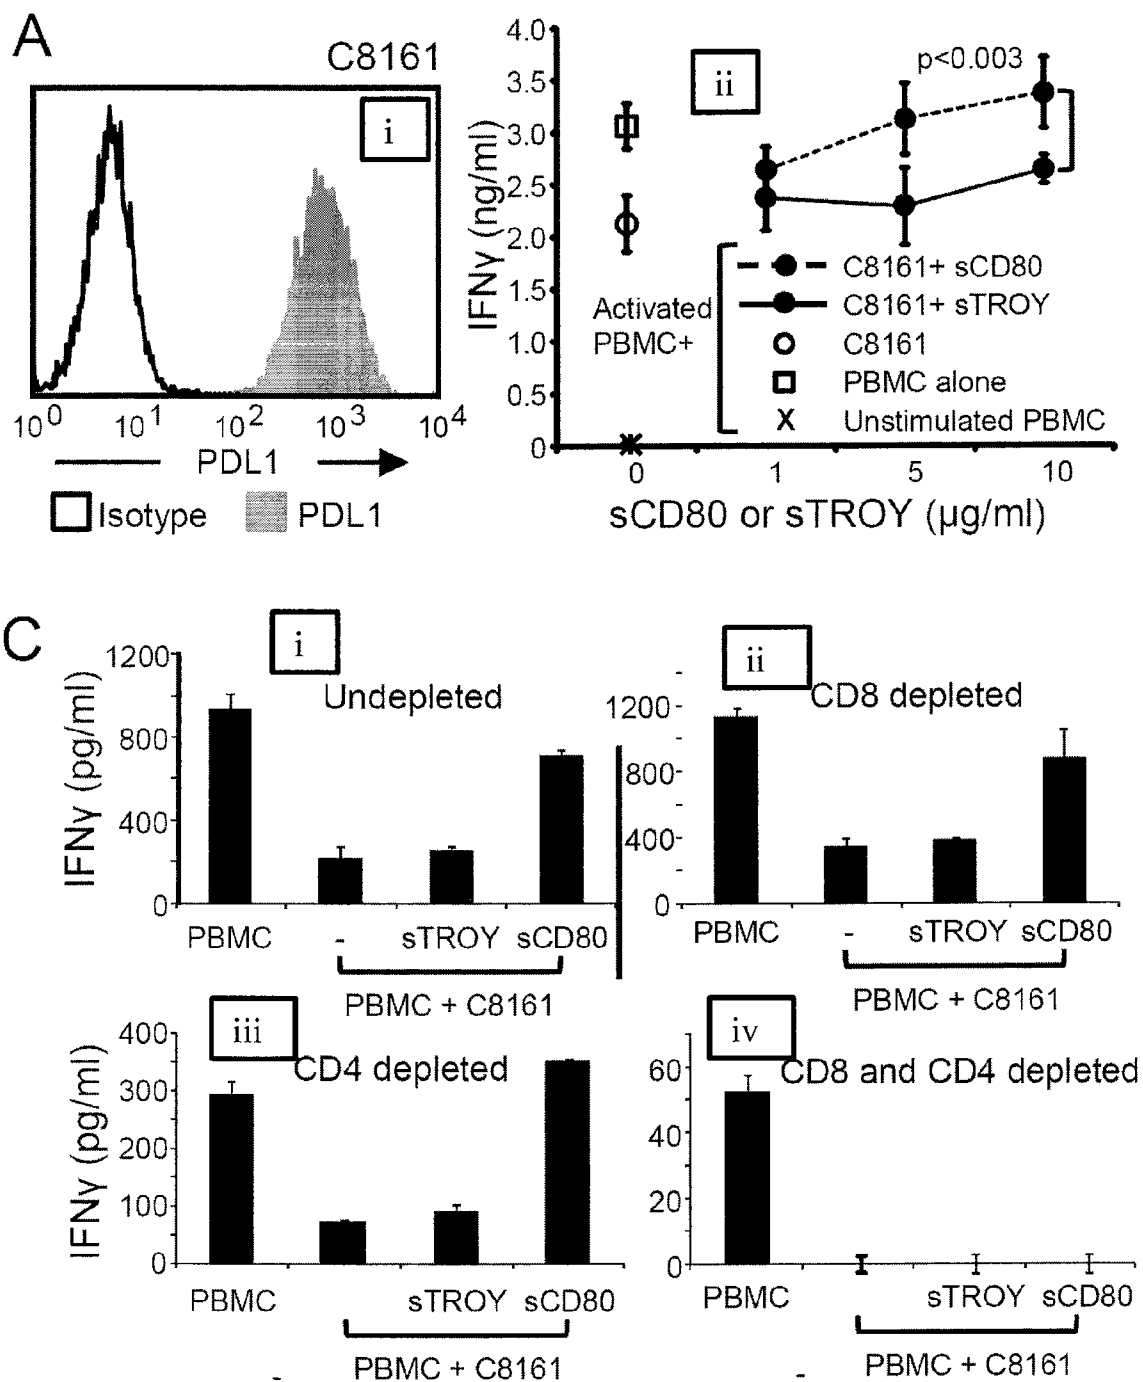 A
C8161
i
10^0 10^1 10^2 10^3 10^4
PDL1
Isotype PDL1
ii
p<0.003
IFNγ (ng/ml)
4.0
3.5
3.0
2.5
2.0
1.5
1.0
0.5
0
Activated
PBMC+
C8161+ sCD80
C8161+ sTROY
C8161
PBMC alone
X Unstimulated PBMC
0 1 5 10
sCD80 or sTROY (µg/ml)
C
i
Undepleted
IFNγ (pg/ml)
1200
800
400
0
PBMC - sTROY sCD80
PBMC + C8161
ii
CD8 depleted
1200
800
400
0
PBMC - sTROY sCD80
PBMC + C8161
iii
CD4 depleted
IFNγ (pg/ml)
400
300
200
100
0
PBMC sTROY sCD80
PBMC + C8161
iv
CD8 and CD4 depleted
60
40
20
0
PBMC sTROY sCD80
PBMC + C8161